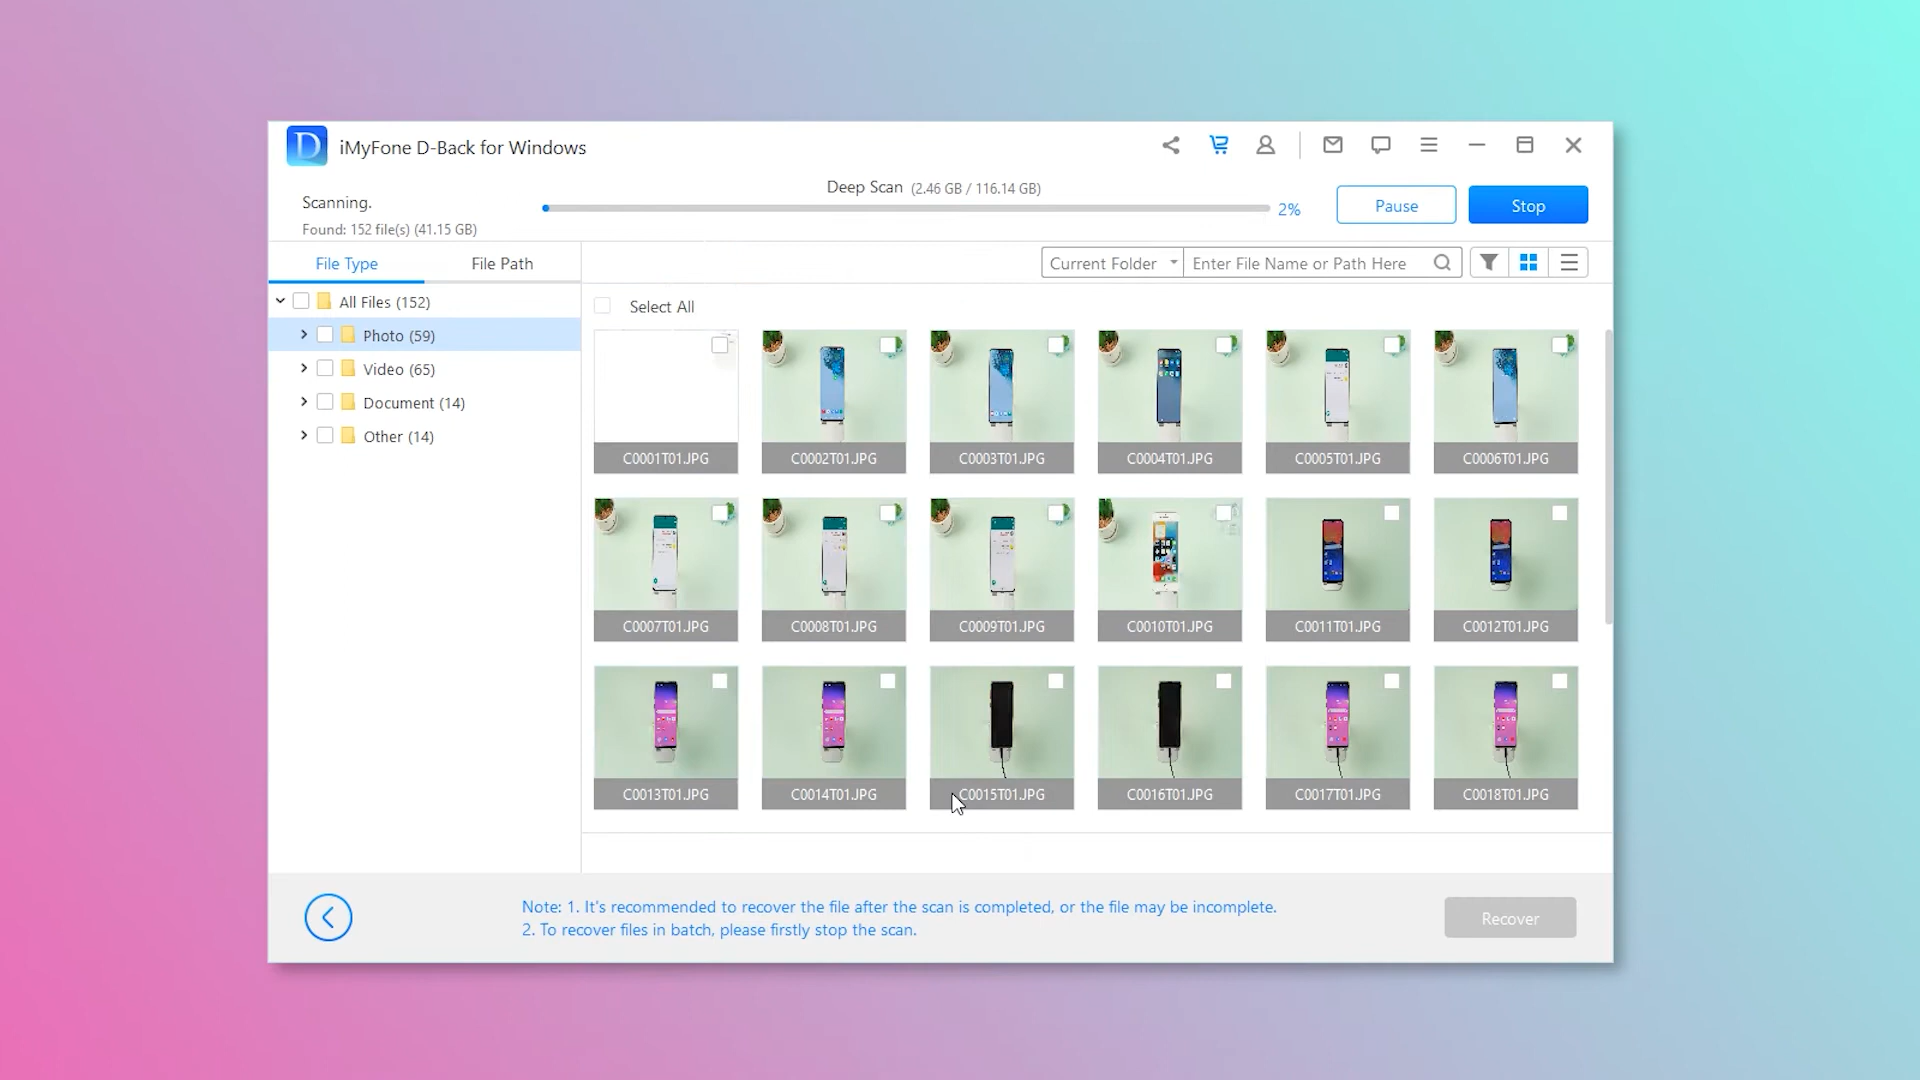 D iMyFone D-Back for Windows
Deep Scan (2.46 GB / 116.14 GB)
Scanning.
2%
Pause
Stop
Found: 152 file(s) (41.15 GB)
File Type
File Path
Current Folder
Enter File Name or Path Here
All Files (152)
Photo (59)
Video (65)
Document (14)
Other (14)
Select All
C0001T01.JPG
C0002T01.JPG
C0003T01.JPG
C0004T01.JPG
C0005T01.JPG
C0006T01.JPG
C0007T01.JPG
C0008T01.JPG
C0009T01.JPG
C0010T01.JPG
C0011T01.JPG
C0012T01.JPG
C0013T01.JPG
C0014T01.JPG
C0015T01.JPG
C0016T01.JPG
C0017T01.JPG
C0018T01.JPG
Note: 1. It's recommended to recover the file after the scan is completed, or the file may be incomplete.
2. To recover files in batch, please firstly stop the scan.
Recover